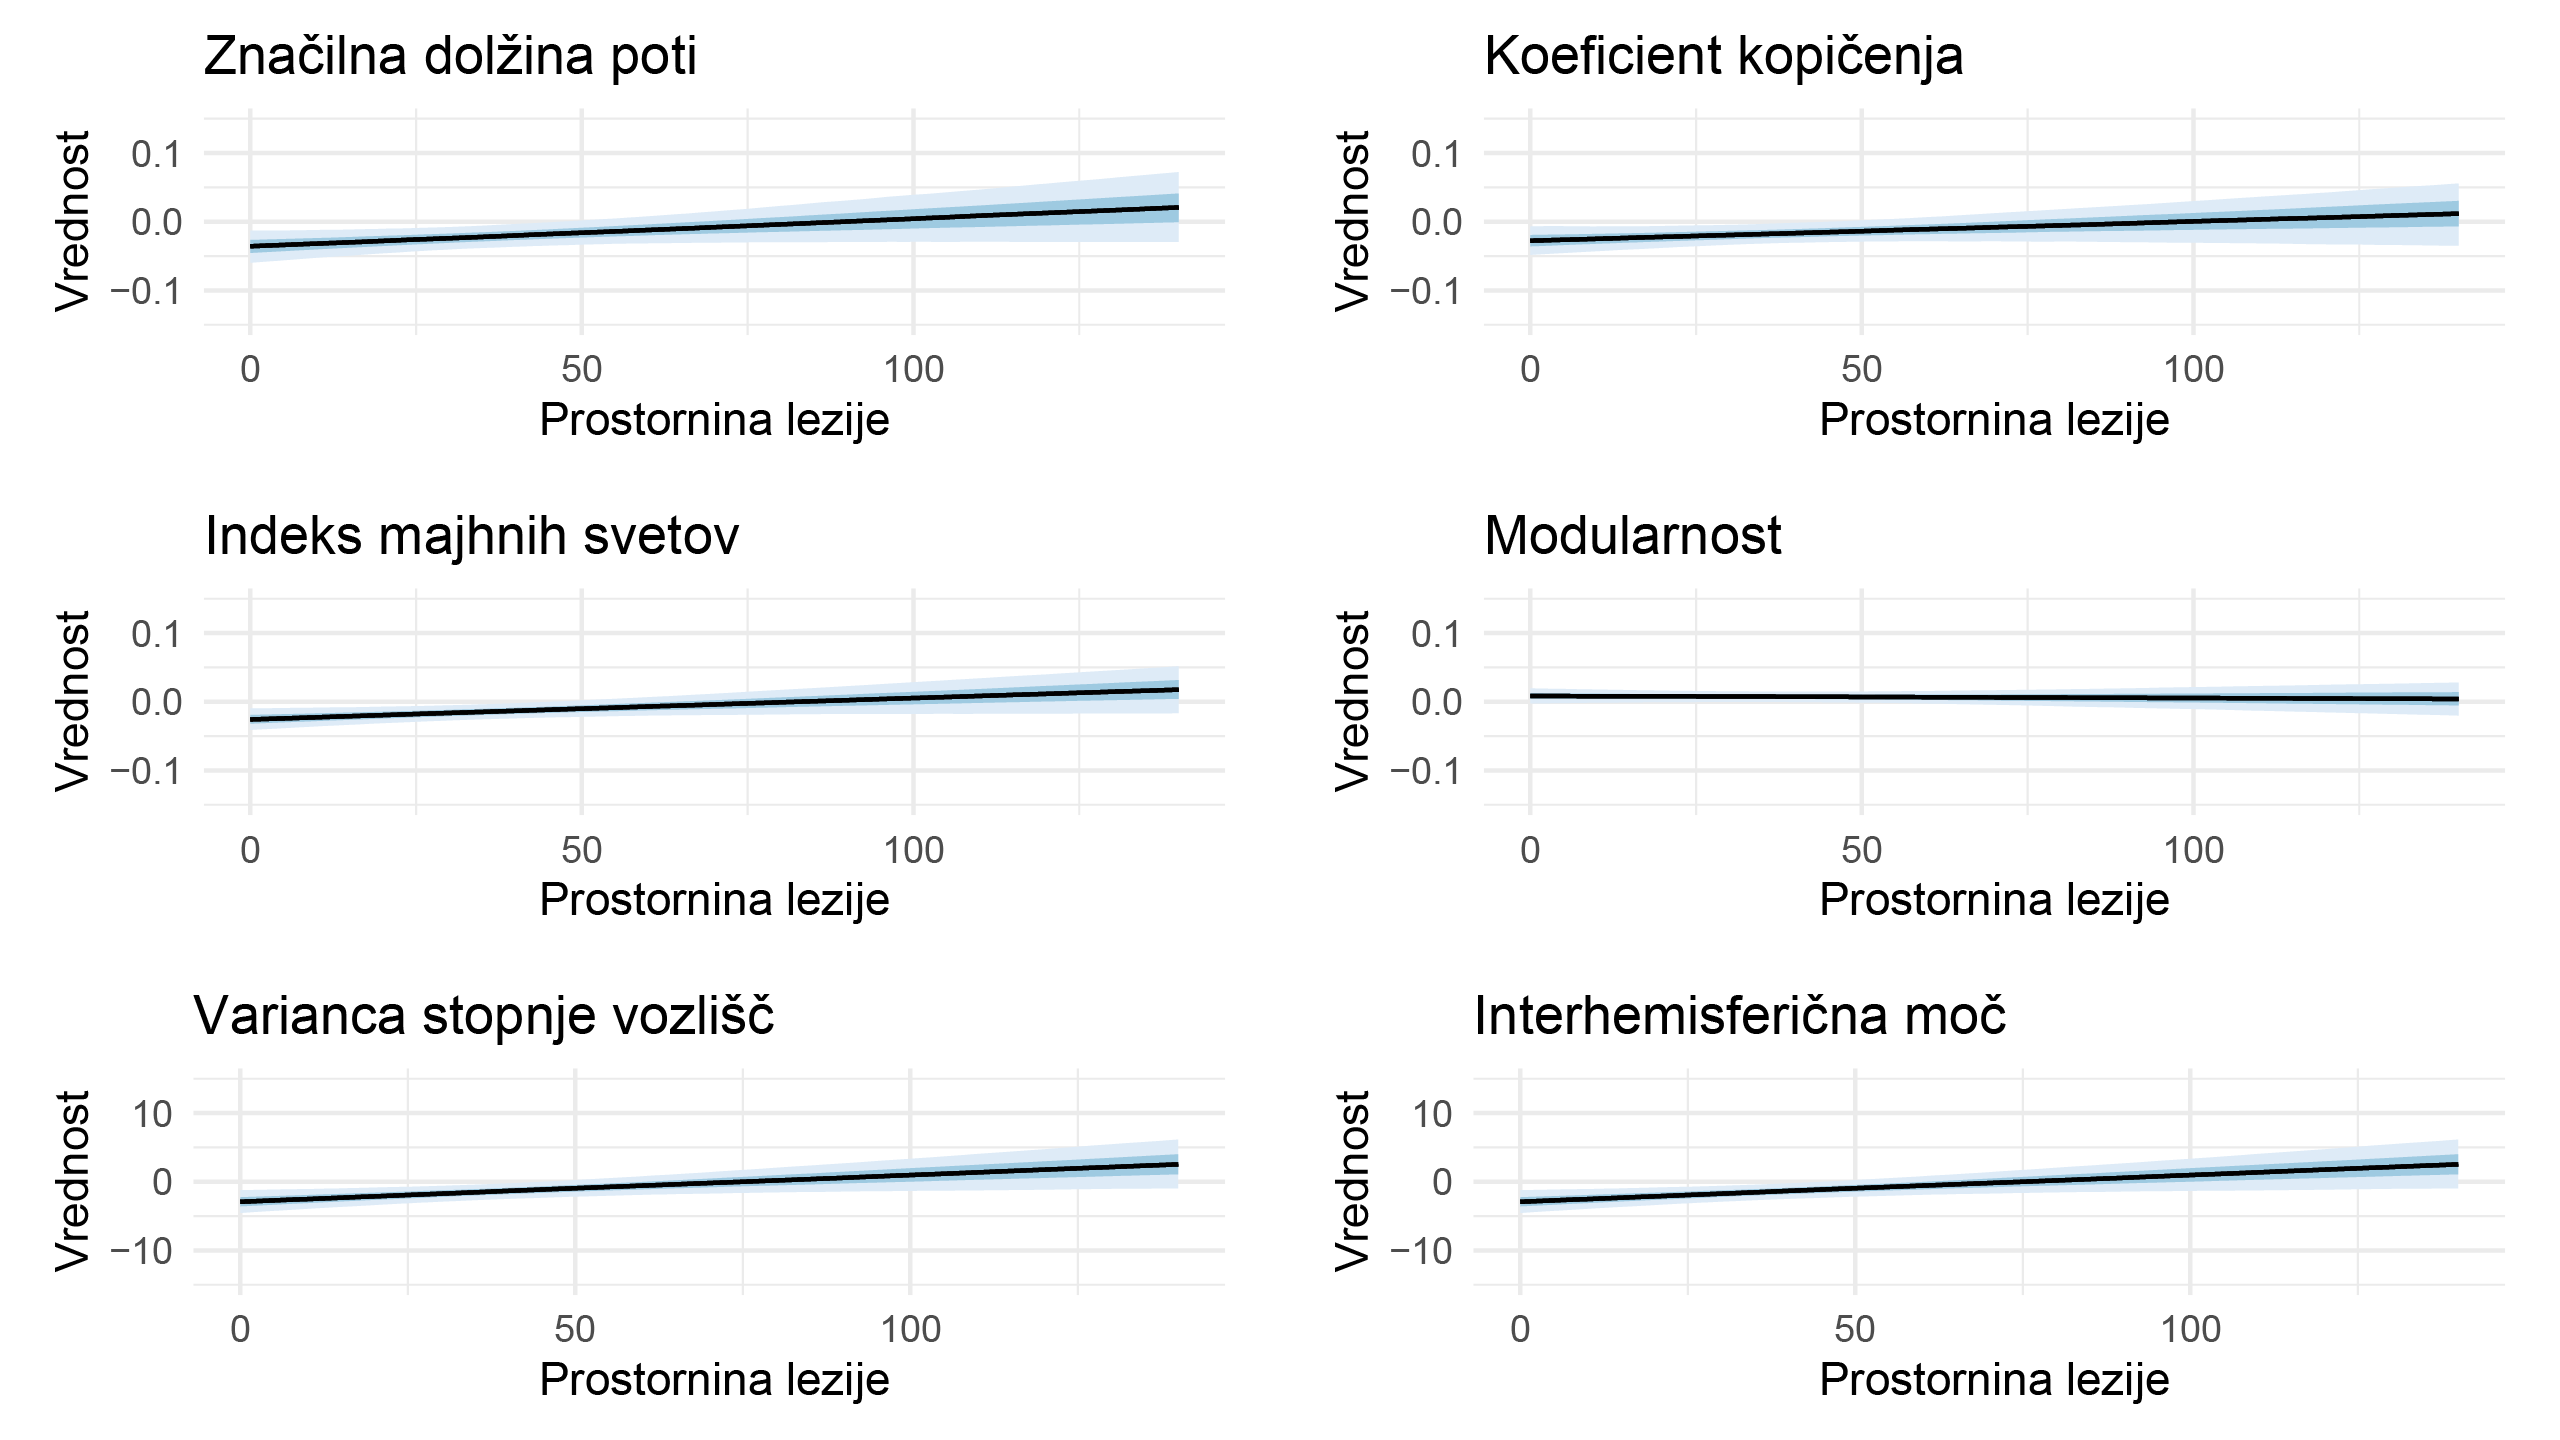 Značilna dolžina poti
Vrednost
0.1
0.0
−0.1
0 50 100
Prostornina lezije
Koeficient kopičenja
Vrednost
0.1
0.0
−0.1
0 50 100
Prostornina lezije
Indeks majhnih svetov
Vrednost
0.1
0.0
−0.1
0 50 100
Prostornina lezije
Modularnost
Vrednost
0.1
0.0
−0.1
0 50 100
Prostornina lezije
Varianca stopnje vozlišč
Vrednost
10
0
−10
0 50 100
Prostornina lezije
Interhemisferična moč
Vrednost
10
0
−10
0 50 100
Prostornina lezije